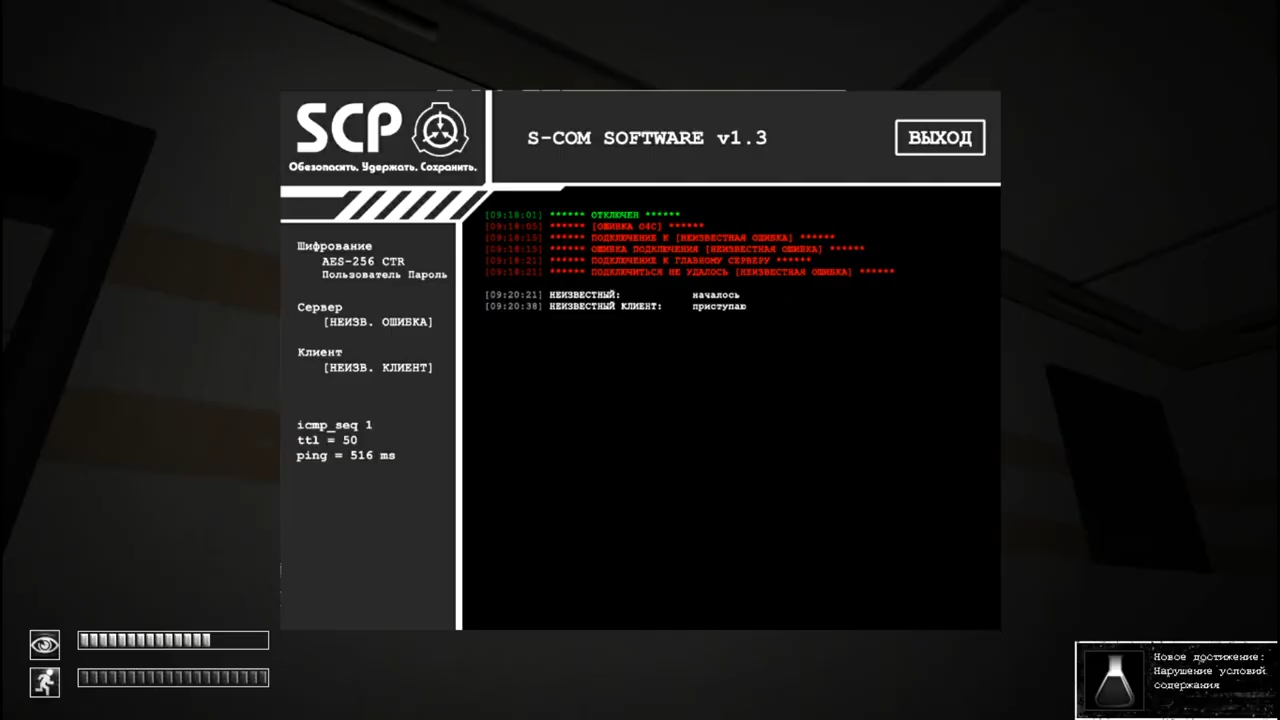 SCP
Обезопасить. Удержать. Сохранить.
S-COM SOFTWARE v1.3
ВЫХОД
Шифрование
AES-256 CTR
Пользователь Пароль
Сервер
[НЕИЗВ. ОШИБКА]
Клиент
[НЕИЗВ. КЛИЕНТ]
icmp_seq 1
ttl = 50
ping = 516 ms
[09:18:01] ****** ОТКЛЮЧЕН ******
[09:18:05] ****** [ОШИБКА 04C] ******
[09:18:15] ****** ПОДКЛЮЧЕНИЕ К [НЕИЗВЕСТНАЯ ОШИБКА] ******
[09:18:15] ****** ОШИБКА ПОДКЛЮЧЕНИЯ [НЕИЗВЕСТНАЯ ОШИБКА] ******
[09:18:21] ****** ПОДКЛЮЧЕНИЕ К ГЛАВНОМУ СЕРВЕРУ ******
[09:18:21] ****** ПОДКЛЮЧИТЬСЯ НЕ УДАЛОСЬ [НЕИЗВЕСТНАЯ ОШИБКА] ******
[09:20:21] НЕИЗВЕСТНЫЙ: началось
[09:20:38] НЕИЗВЕСТНЫЙ КЛИЕНТ: приступаю
Новое достижение:
Нарушение условий
содержания